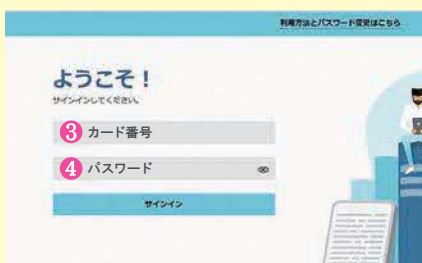 利用方法とパスワード変更はこちら
ようこそ！
サインインしてください。
3 カード番号
4 パスワード
サインイン